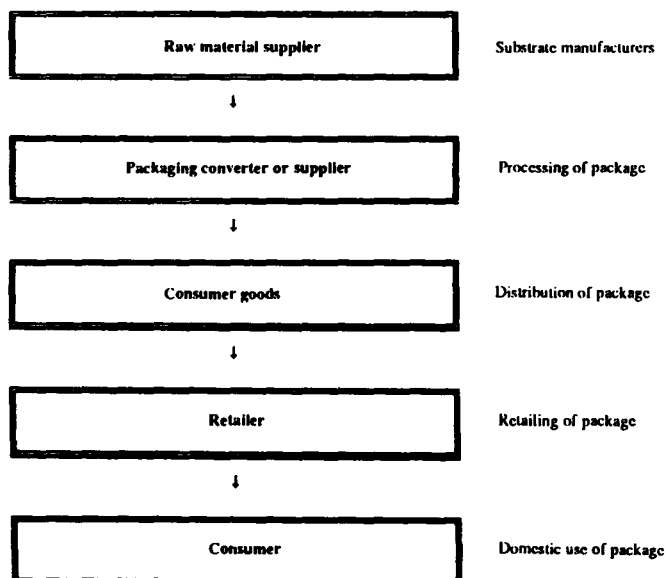 Raw material supplier Substrate manufacturers
↓
Packaging converter or supplier Processing of package
↓
Consumer goods Distribution of package
↓
Retailer Retailing of package
↓
Consumer Domestic use of package